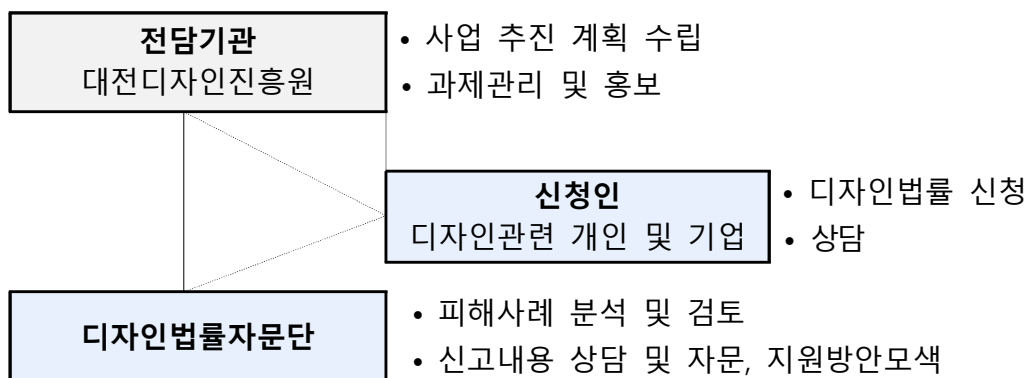 전담기관
대전디자인진흥원
• 사업 추진 계획 수립
• 과제관리 및 홍보
신청인
디자인관련 개인 및 기업
• 디자인법률 신청
• 상담
디자인법률자문단
• 피해사례 분석 및 검토
• 신고내용 상담 및 자문, 지원방안모색